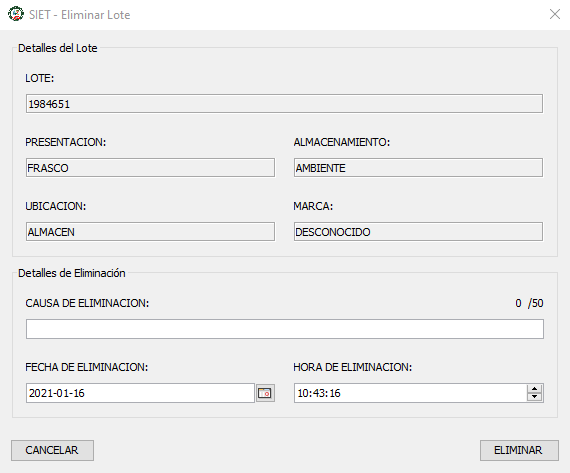 SIET - Eliminar Lote
Detalles del Lote
LOTE:
1984651
PRESENTACION: ALMACENAMIENTO:
FRASCO AMBIENTE
UBICACION: MARCA:
ALMACEN DESCONOCIDO
Detalles de Eliminación
CAUSA DE ELIMINACION: 0 /50
FECHA DE ELIMINACION: HORA DE ELIMINACION:
2021-01-16 10:43:16
CANCELAR ELIMINAR